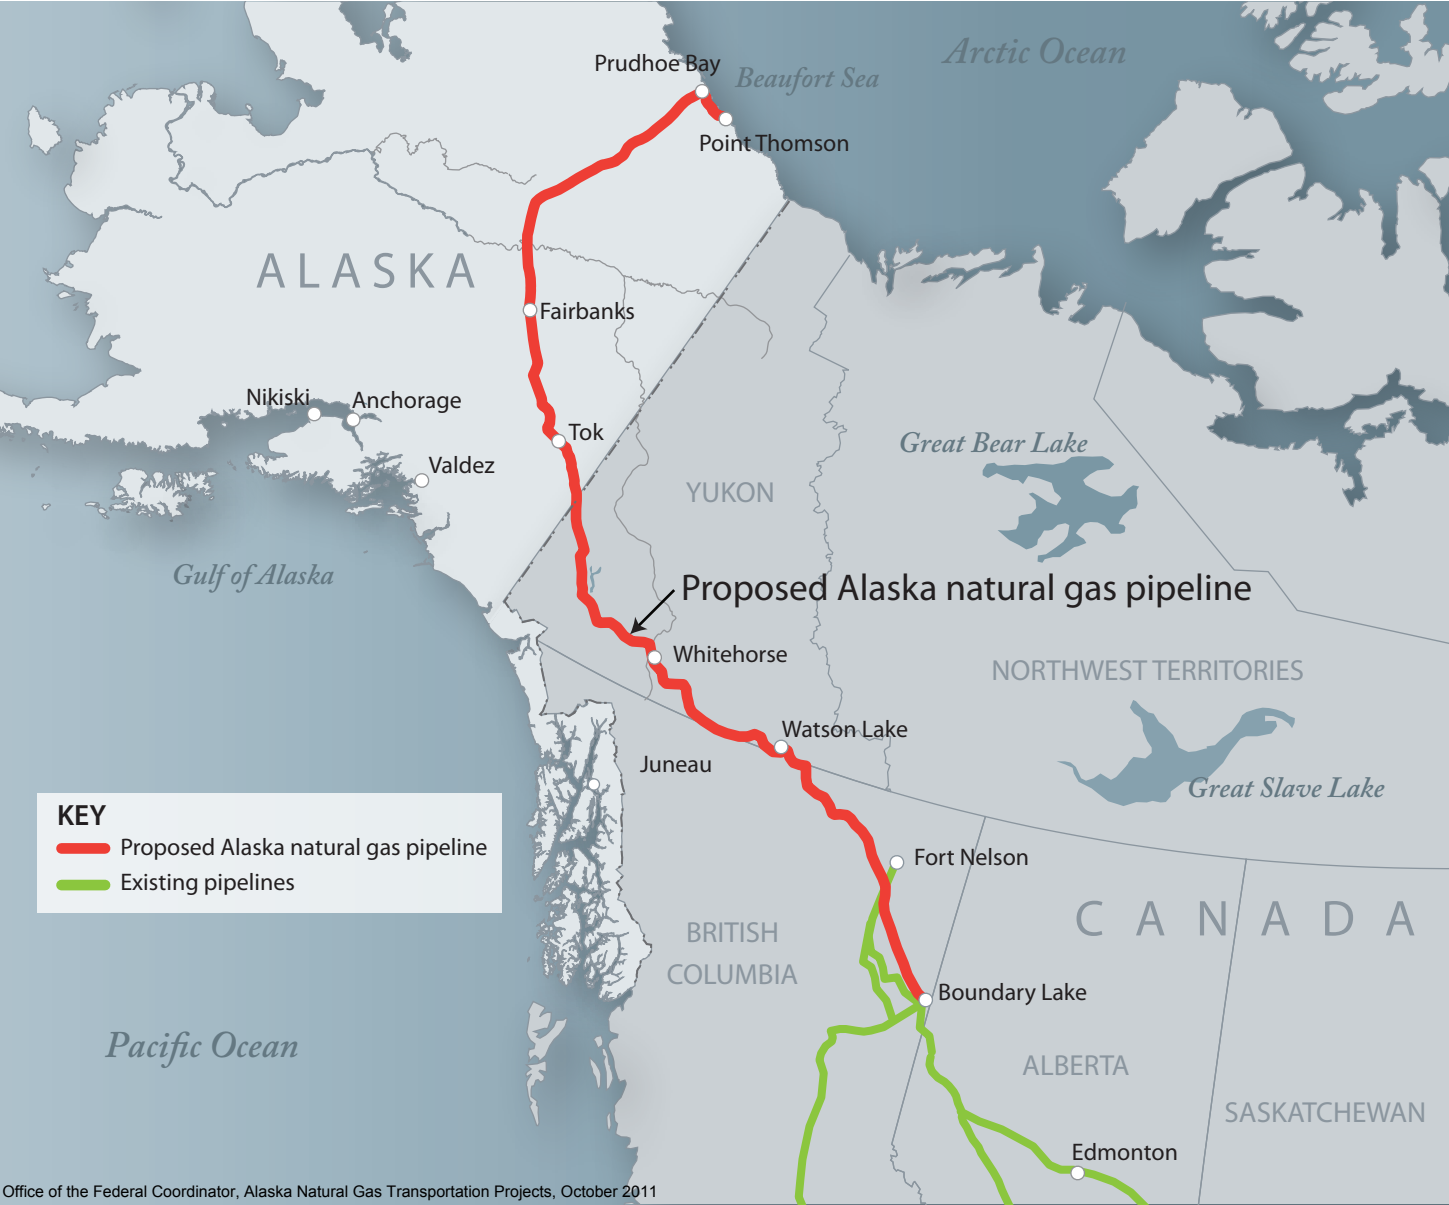 Arctic Ocean
Prudhoe Bay
Beaufort Sea
Point Thomson
ALASKA
Fairbanks
Nikiski
Anchorage
Tok
Great Bear Lake
Valdez
YUKON
Gulf of Alaska
Proposed Alaska natural gas pipeline
Whitehorse
NORTHWEST TERRITORIES
Watson Lake
Juneau
Great Slave Lake
KEY
Proposed Alaska natural gas pipeline
Existing pipelines
Fort Nelson
CANADA
BRITISH
COLUMBIA
Boundary Lake
Pacific Ocean
ALBERTA
SASKATCHEWAN
Edmonton
Office of the Federal Coordinator, Alaska Natural Gas Transportation Projects, October 2011